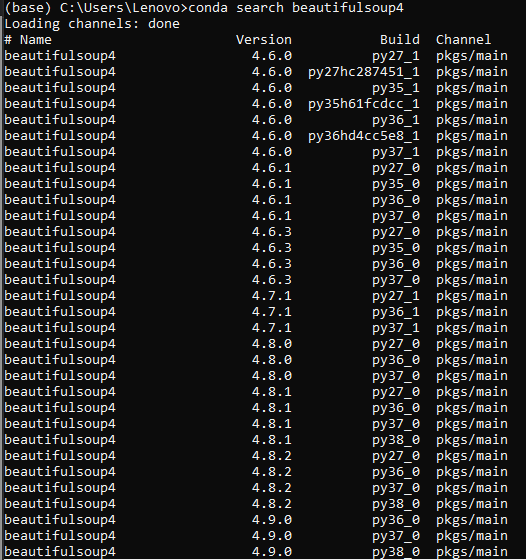 (base) C:\Users\Lenovo>conda search beautifulsoup4
Loading channels: done
# Name Version Build Channel
beautifulsoup4 4.6.0 py27_1 pkgs/main
beautifulsoup4 4.6.0 py27hc287451_1 pkgs/main
beautifulsoup4 4.6.0 py35_1 pkgs/main
beautifulsoup4 4.6.0 py35h61fcdcc_1 pkgs/main
beautifulsoup4 4.6.0 py36_1 pkgs/main
beautifulsoup4 4.6.0 py36hd4cc5e8_1 pkgs/main
beautifulsoup4 4.6.0 py37_1 pkgs/main
beautifulsoup4 4.6.1 py27_0 pkgs/main
beautifulsoup4 4.6.1 py35_0 pkgs/main
beautifulsoup4 4.6.1 py36_0 pkgs/main
beautifulsoup4 4.6.1 py37_0 pkgs/main
beautifulsoup4 4.6.3 py27_0 pkgs/main
beautifulsoup4 4.6.3 py35_0 pkgs/main
beautifulsoup4 4.6.3 py36_0 pkgs/main
beautifulsoup4 4.6.3 py37_0 pkgs/main
beautifulsoup4 4.7.1 py27_1 pkgs/main
beautifulsoup4 4.7.1 py36_1 pkgs/main
beautifulsoup4 4.7.1 py37_1 pkgs/main
beautifulsoup4 4.8.0 py27_0 pkgs/main
beautifulsoup4 4.8.0 py36_0 pkgs/main
beautifulsoup4 4.8.0 py37_0 pkgs/main
beautifulsoup4 4.8.1 py27_0 pkgs/main
beautifulsoup4 4.8.1 py36_0 pkgs/main
beautifulsoup4 4.8.1 py37_0 pkgs/main
beautifulsoup4 4.8.1 py38_0 pkgs/main
beautifulsoup4 4.8.2 py27_0 pkgs/main
beautifulsoup4 4.8.2 py36_0 pkgs/main
beautifulsoup4 4.8.2 py37_0 pkgs/main
beautifulsoup4 4.8.2 py38_0 pkgs/main
beautifulsoup4 4.9.0 py36_0 pkgs/main
beautifulsoup4 4.9.0 py37_0 pkgs/main
beautifulsoup4 4.9.0 py38_0 pkgs/main